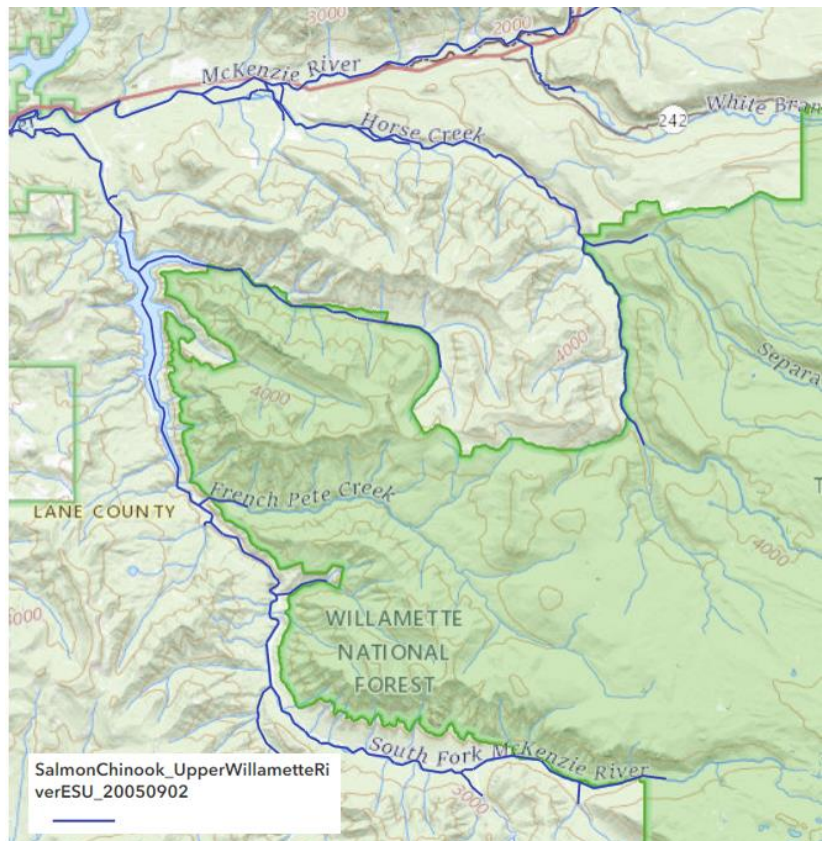 3000
2000
McKenzie River
White Bran
242
Horse Creek
4000
Separa
4000
French Pete Creek
LANE COUNTY
T
4000
WILLAMETTE
NATIONAL
FOREST
South Fork McKenzie River
3000
SalmonChinook_UpperWillametteRi
verESU_20050902